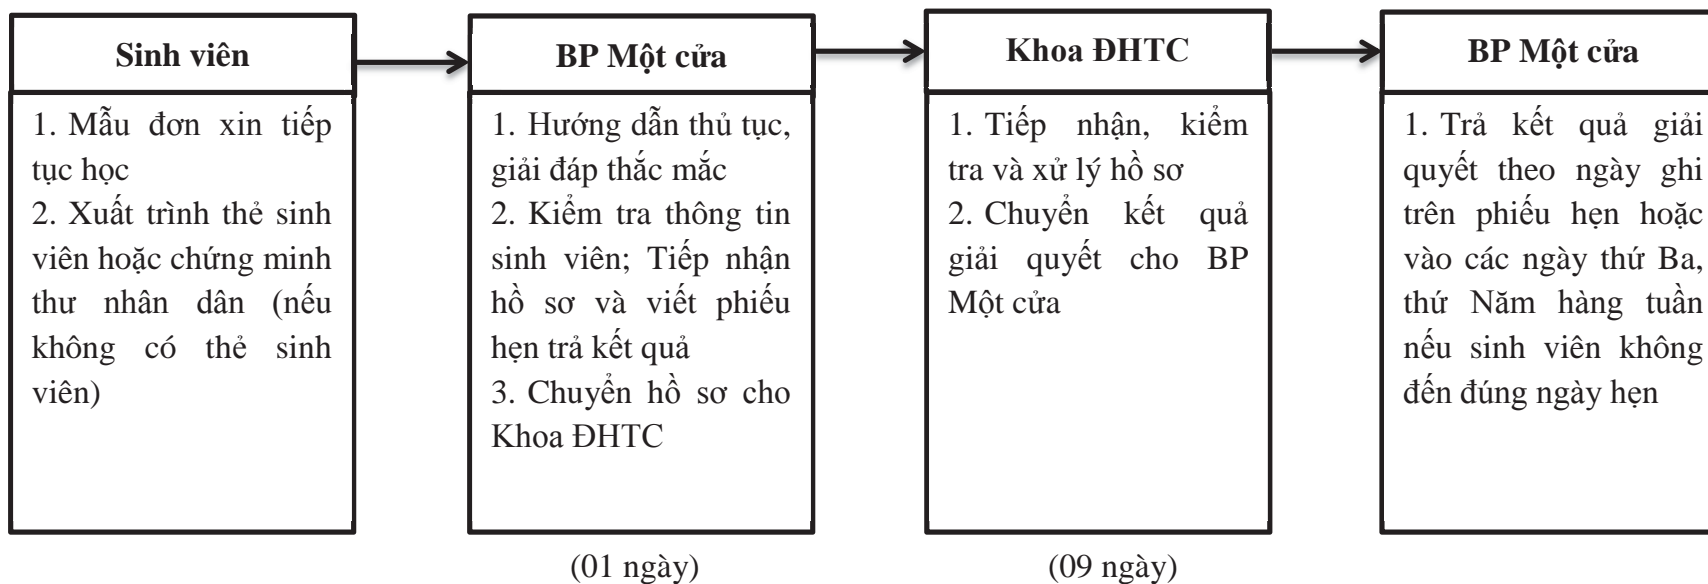 Sinh viên
1. Mẫu đơn xin tiếp
tục học
2. Xuất trình thẻ sinh
viên hoặc chứng minh
thư nhân dân (nếu
không có thẻ sinh
viên)
BP Một cửa
1. Hướng dẫn thủ tục,
giải đáp thắc mắc
2. Kiểm tra thông tin
sinh viên; Tiếp nhận
hồ sơ và viết phiếu
hẹn trả kết quả
3. Chuyển hồ sơ cho
Khoa ĐHTC
(01 ngày)
Khoa ĐHTC
1. Tiếp nhận, kiểm
tra và xử lý hồ sơ
2. Chuyển kết quả
giải quyết cho BP
Một cửa
(09 ngày)
BP Một cửa
1. Trả kết quả giải
quyết theo ngày ghi
trên phiếu hẹn hoặc
vào các ngày thứ Ba,
thứ Năm hàng tuần
nếu sinh viên không
đến đúng ngày hẹn